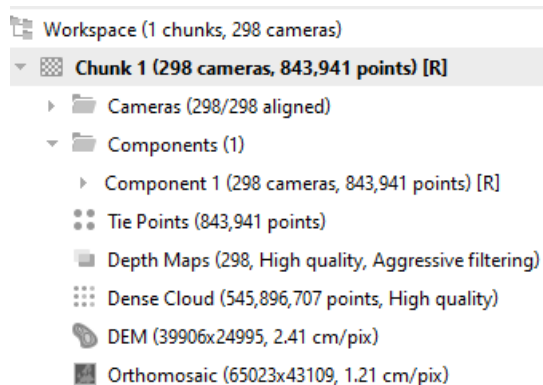 Workspace (1 chunks, 298 cameras)
Chunk 1 (298 cameras, 843,941 points) [R]
Cameras (298/298 aligned)
Components (1)
Component 1 (298 cameras, 843,941 points) [R]
Tie Points (843,941 points)
Depth Maps (298, High quality, Aggressive filtering)
Dense Cloud (545,896,707 points, High quality)
DEM (39906x24995, 2.41 cm/pix)
Orthomosaic (65023x43109, 1.21 cm/pix)